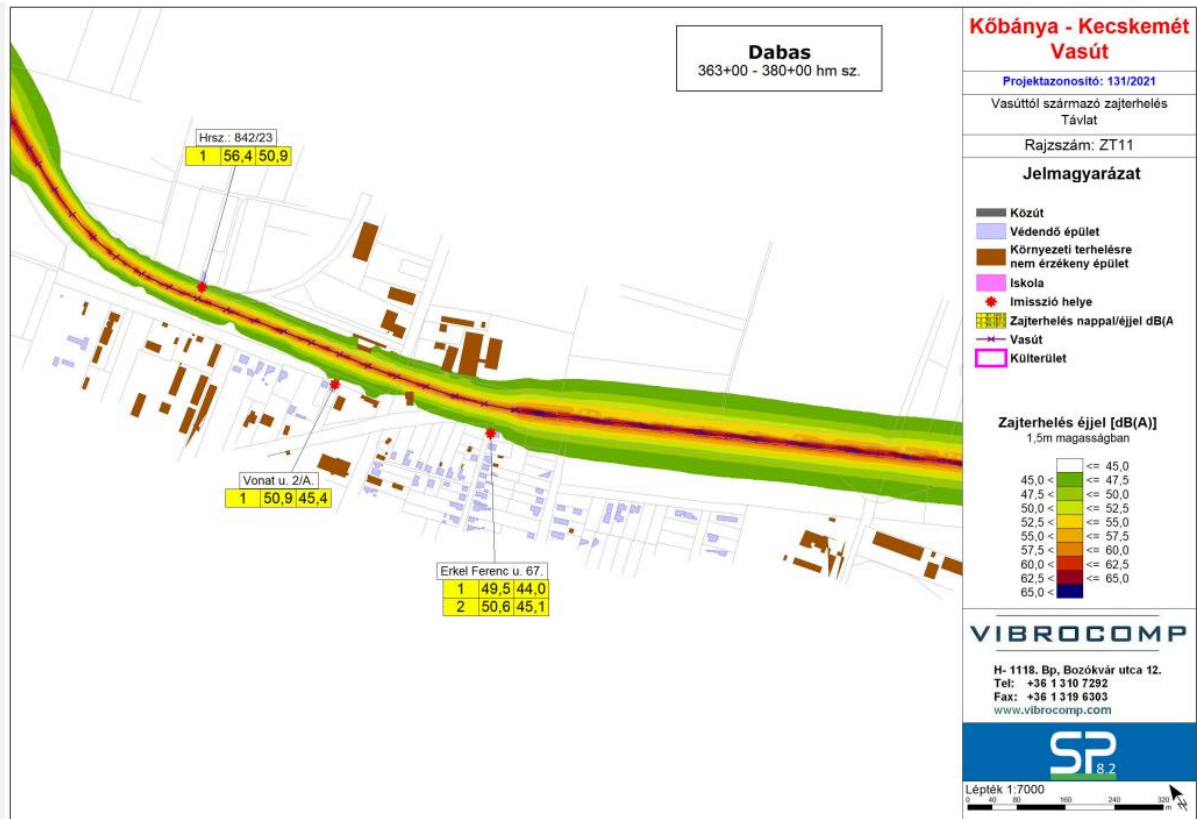 Dabas
363+00 - 380+00 hm sz.
Hrsz.: 842/23
1 56,4 50,9
Vonat u. 2/A.
1 50,9 45,4
Erkel Ferenc u. 67.
1 49,5 44,0
2 50,6 45,1
Kőbánya - Kecskemét
Vasút
Projektazonosító: 131/2021
Vasúttól származó zajterhelés
Távlat
Rajzszám: ZT11
Jelmagyarázat
Közút
Védendő épület
Környezeti terhelésre
nem érzékeny épület
Iskola
Imisszió helye
Zajterhelés nappal/éjjel dB(A
Vasút
Külterület
Zajterhelés éjjel [dB(A)]
1,5m magasságban
<= 45,0
45,0 < <= 47,5
47,5 < <= 50,0
50,0 < <= 52,5
52,5 < <= 55,0
55,0 < <= 57,5
57,5 < <= 60,0
60,0 < <= 62,5
62,5 < <= 65,0
65,0 <
VIBROCOMP
H- 1118. Bp, Bozókvár utca 12.
Tel: +36 1 310 7292
Fax: +36 1 319 6303
www.vibrocomp.com
SP 8.2
Lépték 1:7000
0 40 80 160 240 320
m